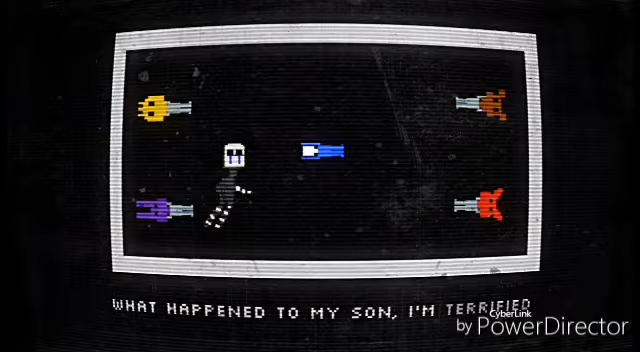 WHAT HAPPENED TO MY SON, I'M TERRIFIED
CyberLink
by PowerDirector